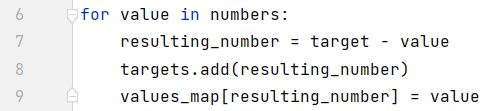 6 for value in numbers:
7     resulting_number = target - value
8     targets.add(resulting_number)
9     values_map[resulting_number] = value